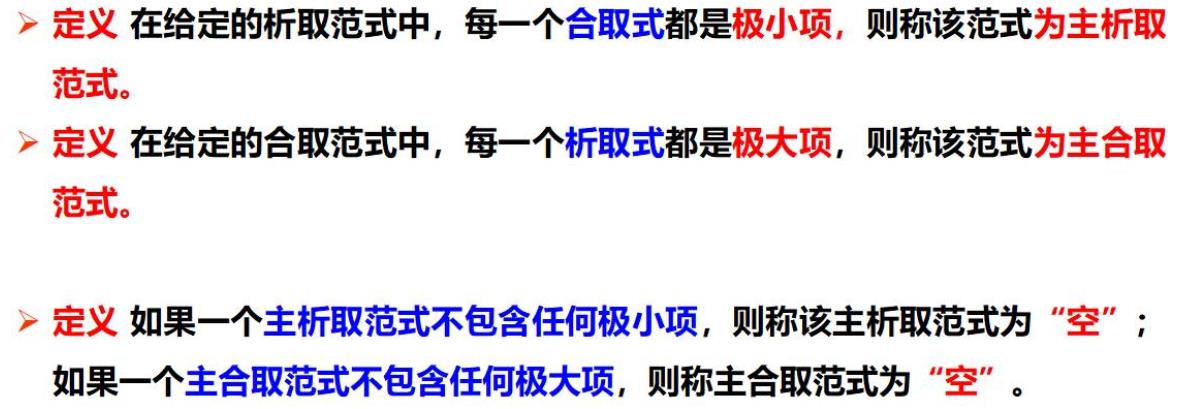 ➢ 定义 在给定的析取范式中，每一个合取式都是极小项，则称该范式为主析取
范式。
➢ 定义 在给定的合取范式中，每一个析取式都是极大项，则称该范式为主合取
范式。
➢ 定义 如果一个主析取范式不包含任何极小项，则称该主析取范式为“空”；
如果一个主合取范式不包含任何极大项，则称主合取范式为“空”。